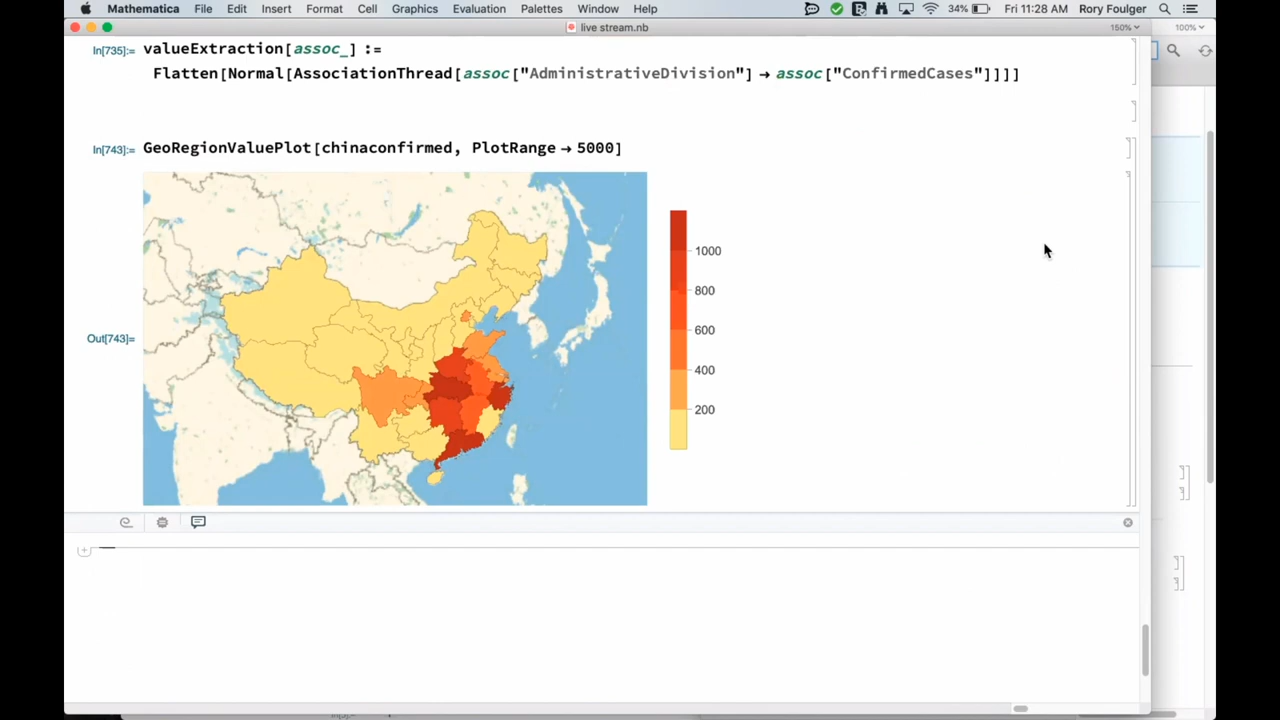 Mathematica File Edit Insert Format Cell Graphics Evaluation Palettes Window Help 34% Fri 11:28 AM Rory Foulger
live stream.nb 150% 100%
In[735]:= valueExtraction[assoc_] :=
Flatten[Normal[AssociationThread[assoc["AdministrativeDivision"] → assoc["ConfirmedCases"]]]]
In[743]:= GeoRegionValuePlot[chinaconfirmed, PlotRange → 5000]
1000
800
600
Out[743]=
400
200